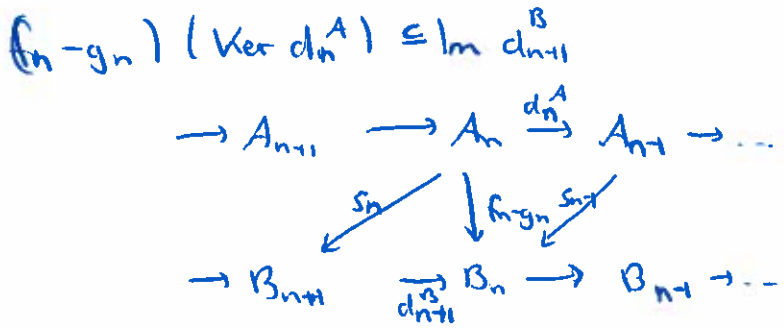 (fₙ-gₙ) (Ker dₙᴬ) ⊆ Im dₙ₊₁ᴮ
→ Aₙ₊₁ → Aₙ →dₙᴬ Aₙ₋₁ → ...
sₙ fₙ-gₙ sₙ₋₁
→ Bₙ₊₁ →dₙ₊₁ᴮ Bₙ → Bₙ₋₁ → ...